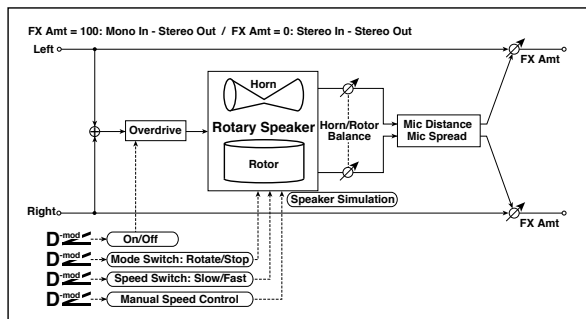 FX Amt = 100: Mono In - Stereo Out / FX Amt = 0: Stereo In - Stereo Out
Left
FX Amt
Horn
Overdrive
Rotary Speaker
Horn/Rotor
Balance
Mic Distance
Mic Spread
Rotor
Speaker Simulation
Right
FX Amt
D-mod
On/Off
D-mod
Mode Switch: Rotate/Stop
D-mod
Speed Switch: Slow/Fast
D-mod
Manual Speed Control